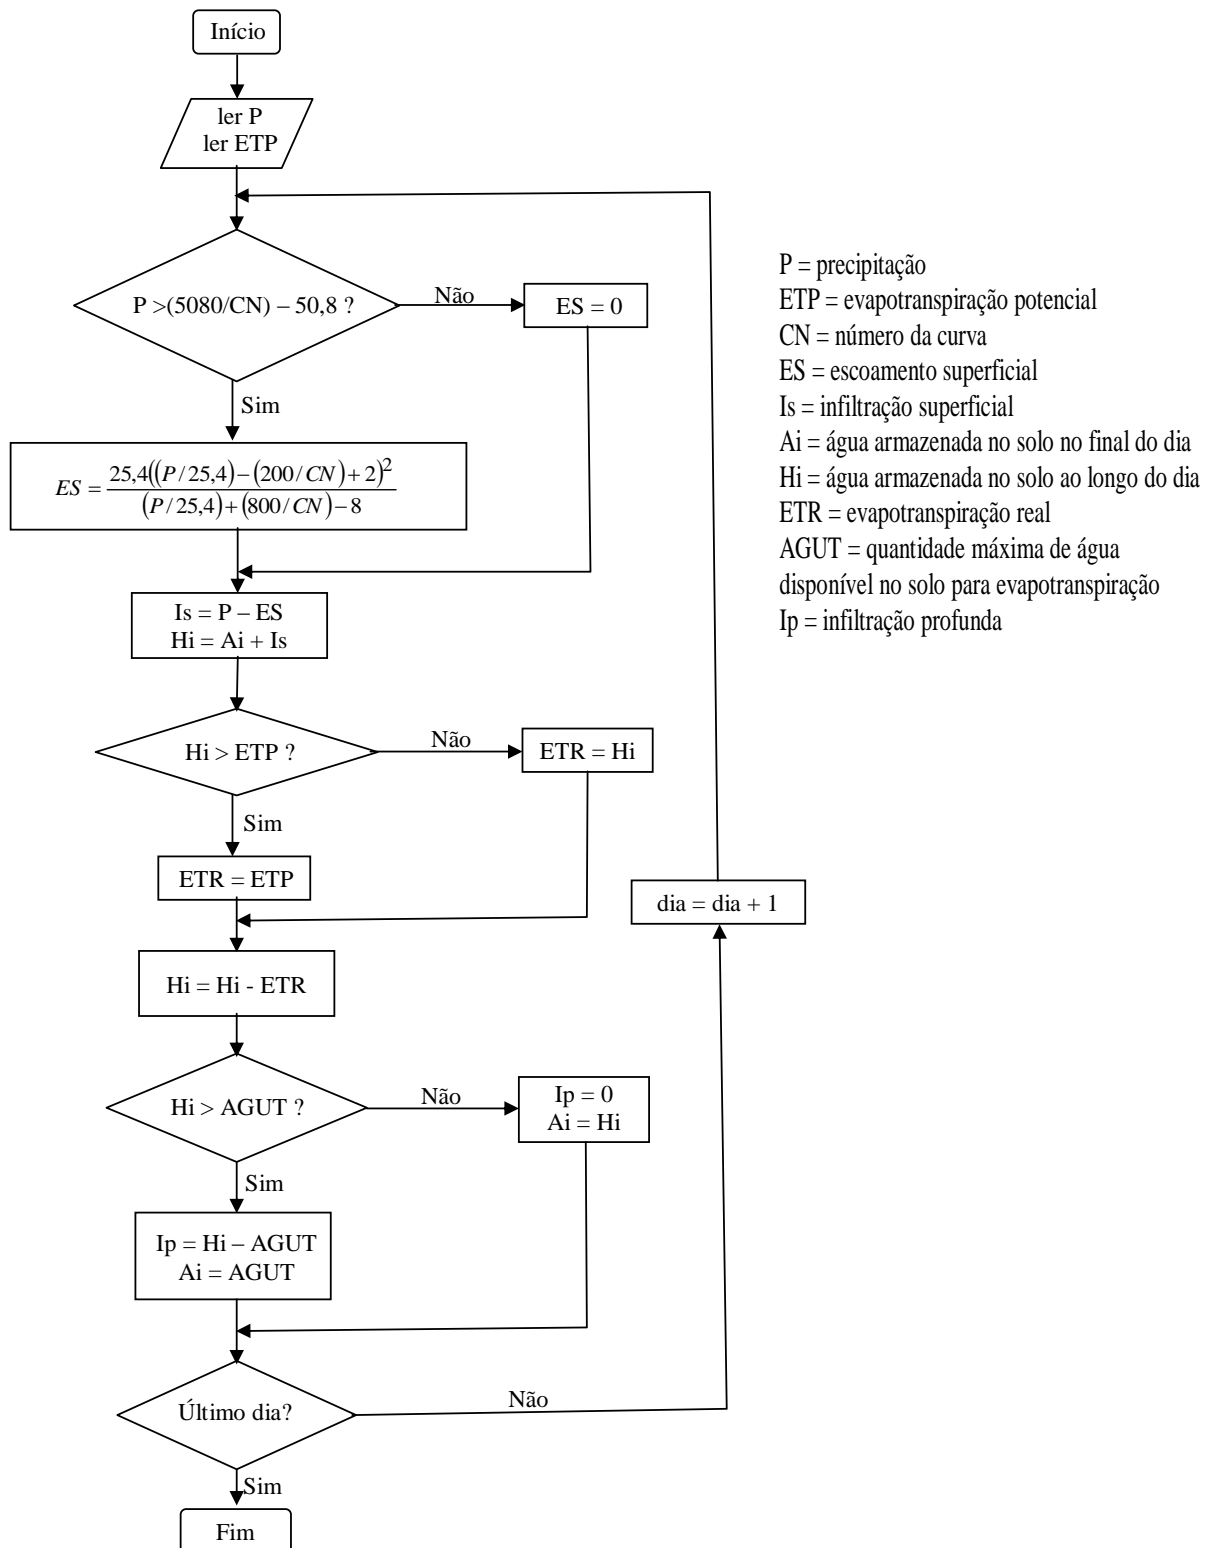 Início
ler P
ler ETP
P >(5080/CN) – 50,8 ?
Não
ES = 0
Sim
ES = 25,4((P/25,4)–(200/CN)+2)² / (P/25,4)+(800/CN)–8
Is = P – ES
Hi = Ai + Is
Hi > ETP ?
Não
ETR = Hi
Sim
ETR = ETP
dia = dia + 1
Hi = Hi - ETR
Hi > AGUT ?
Não
Ip = 0
Ai = Hi
Sim
Ip = Hi – AGUT
Ai = AGUT
Último dia?
Não
Sim
Fim
P = precipitação
ETP = evapotranspiração potencial
CN = número da curva
ES = escoamento superficial
Is = infiltração superficial
Ai = água armazenada no solo no final do dia
Hi = água armazenada no solo ao longo do dia
ETR = evapotranspiração real
AGUT = quantidade máxima de água
disponível no solo para evapotranspiração
Ip = infiltração profunda